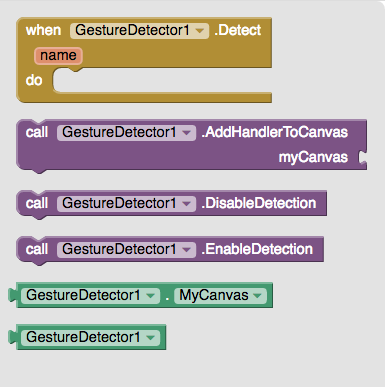 when GestureDetector1 .Detect
name
do
call GestureDetector1 .AddHandlerToCanvas
myCanvas
call GestureDetector1 .DisableDetection
call GestureDetector1 .EnableDetection
GestureDetector1 . MyCanvas
GestureDetector1